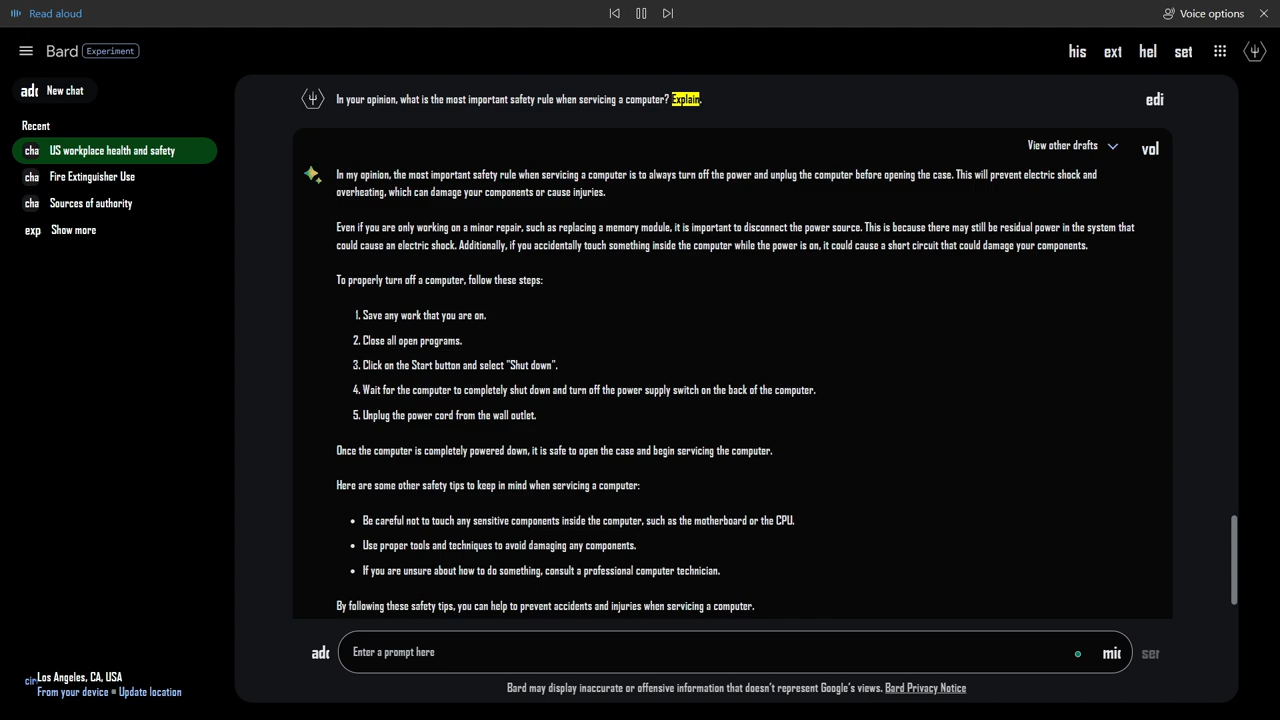 Read aloud
Voice options
Bard Experiment
his ext hel set
adc New chat
Recent
cha US workplace health and safety
cha Fire Extinguisher Use
cha Sources of authority
exp Show more
In your opinion, what is the most important safety rule when servicing a computer? Explain.
edi
View other drafts
vol
In my opinion, the most important safety rule when servicing a computer is to always turn off the power and unplug the computer before opening the case. This will prevent electric shock and
overheating, which can damage your components or cause injuries.
Even if you are only working on a minor repair, such as replacing a memory module, it is important to disconnect the power source. This is because there may still be residual power in the system that
could cause an electric shock. Additionally, if you accidentally touch something inside the computer while the power is on, it could cause a short circuit that could damage your components.
To properly turn off a computer, follow these steps:
1. Save any work that you are on.
2. Close all open programs.
3. Click on the Start button and select "Shut down".
4. Wait for the computer to completely shut down and turn off the power supply switch on the back of the computer.
5. Unplug the power cord from the wall outlet.
Once the computer is completely powered down, it is safe to open the case and begin servicing the computer.
Here are some other safety tips to keep in mind when servicing a computer:
• Be careful not to touch any sensitive components inside the computer, such as the motherboard or the CPU.
• Use proper tools and techniques to avoid damaging any components.
• If you are unsure about how to do something, consult a professional computer technician.
By following these safety tips, you can help to prevent accidents and injuries when servicing a computer.
adc Enter a prompt here mic ser
cir Los Angeles, CA, USA
From your device • Update location
Bard may display inaccurate or offensive information that doesn't represent Google's views. Bard Privacy Notice